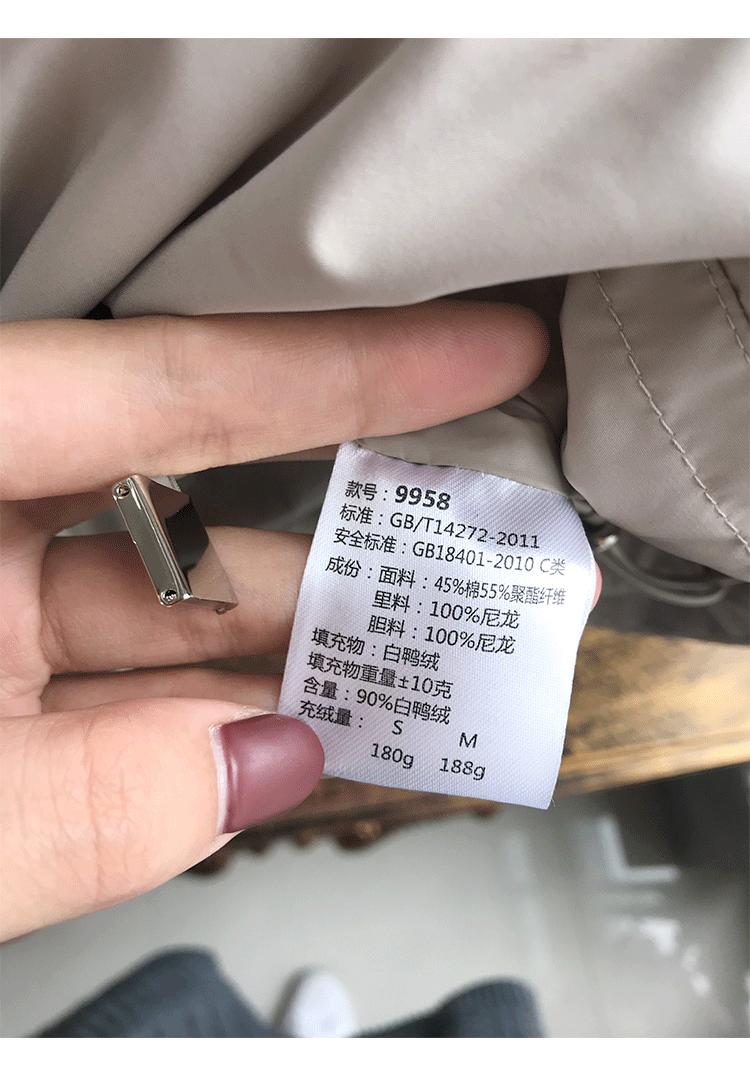 款号：9958
标准：GB/T14272-2011
安全标准：GB18401-2010 C类
成份：面料：45%棉55%聚酯纤维
里料：100%尼龙
胆料：100%尼龙
填充物：白鸭绒
填充物重量±10克
含量：90%白鸭绒
充绒量： S M
180g 188g